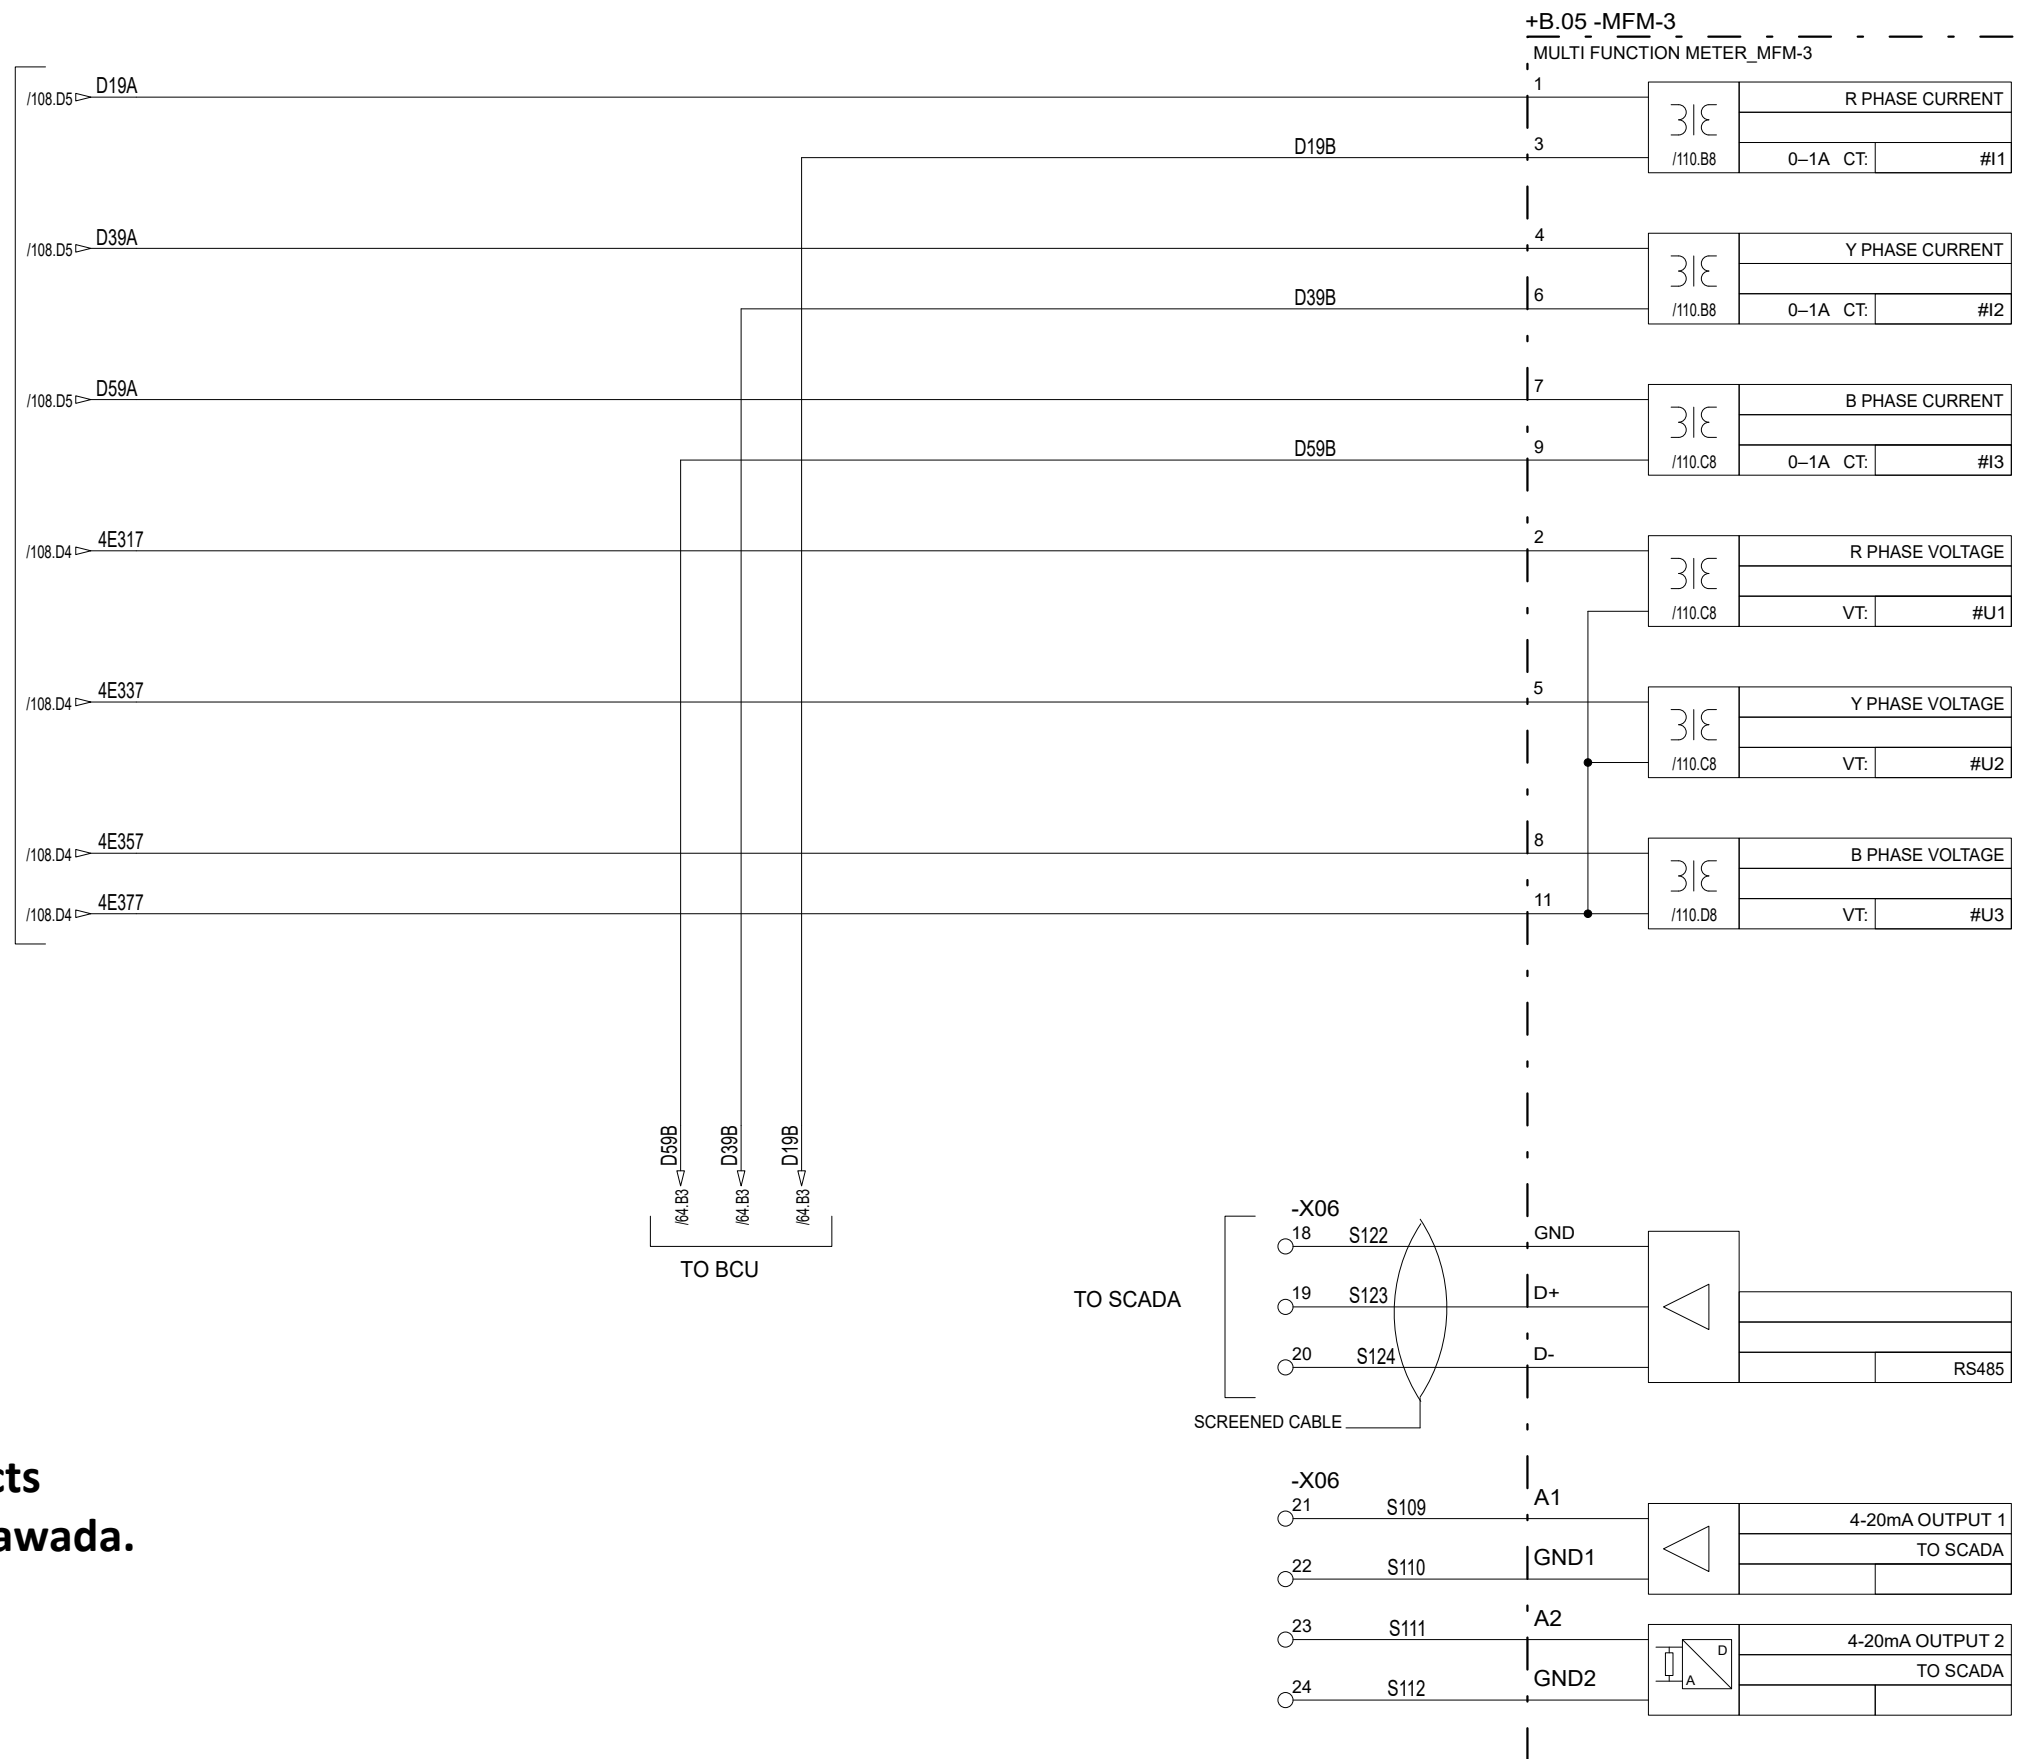 +B.05 -MFM-3
MULTI FUNCTION METER_MFM-3
/108.D5 D19A 1 R PHASE CURRENT
D19B 3 /110.B8 0–1A CT: #I1
/108.D5 D39A 4 Y PHASE CURRENT
D39B 6 /110.B8 0–1A CT: #I2
/108.D5 D59A 7 B PHASE CURRENT
D59B 9 /110.C8 0–1A CT: #I3
/108.D4 4E317 2 R PHASE VOLTAGE
/110.C8 VT: #U1
/108.D4 4E337 5 Y PHASE VOLTAGE
/110.C8 VT: #U2
/108.D4 4E357 8 B PHASE VOLTAGE
/108.D4 4E377 11 /110.D8 VT: #U3
D59B D39B D19B
/64.B3 /64.B3 /64.B3
TO BCU
-X06
18 S122 GND
TO SCADA 19 S123 D+
20 S124 D- RS485
SCREENED CABLE
cts
awada.
-X06
21 S109 A1 4-20mA OUTPUT 1
TO SCADA
22 S110 GND1
23 S111 A2 4-20mA OUTPUT 2
D
A
TO SCADA
24 S112 GND2